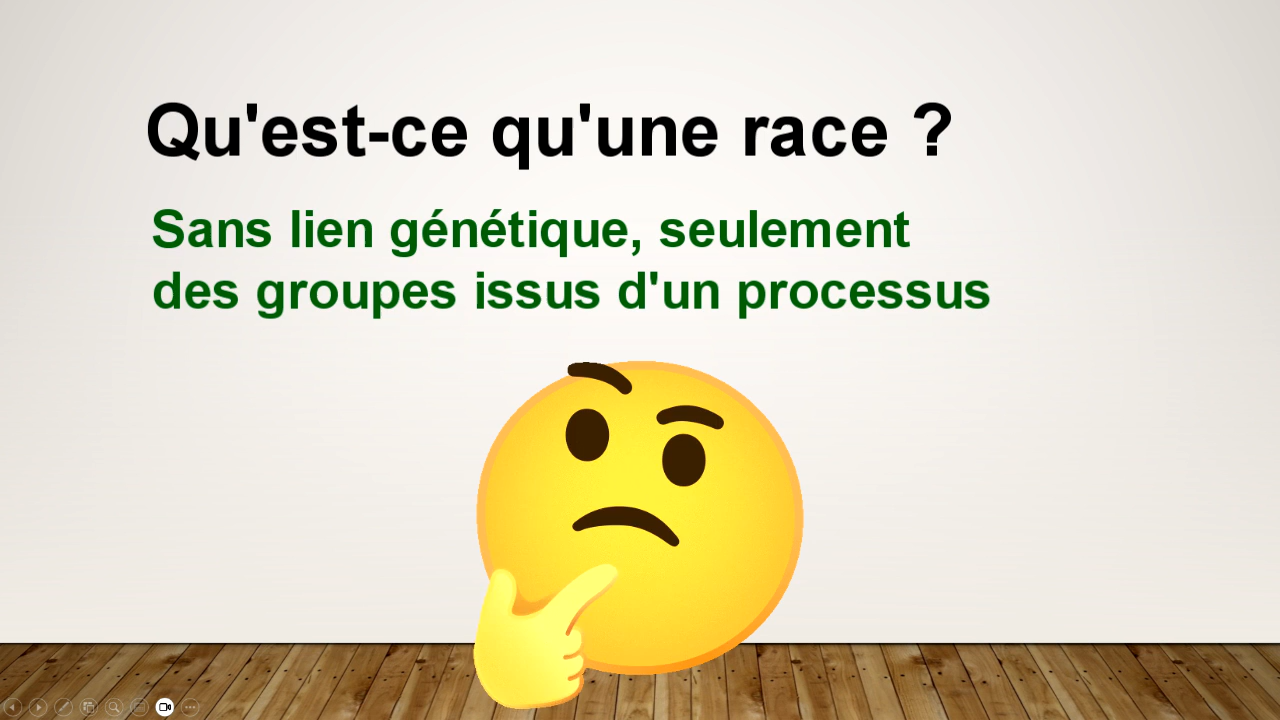 Qu'est-ce qu'une race ?
Sans lien génétique, seulement
des groupes issus d'un processus